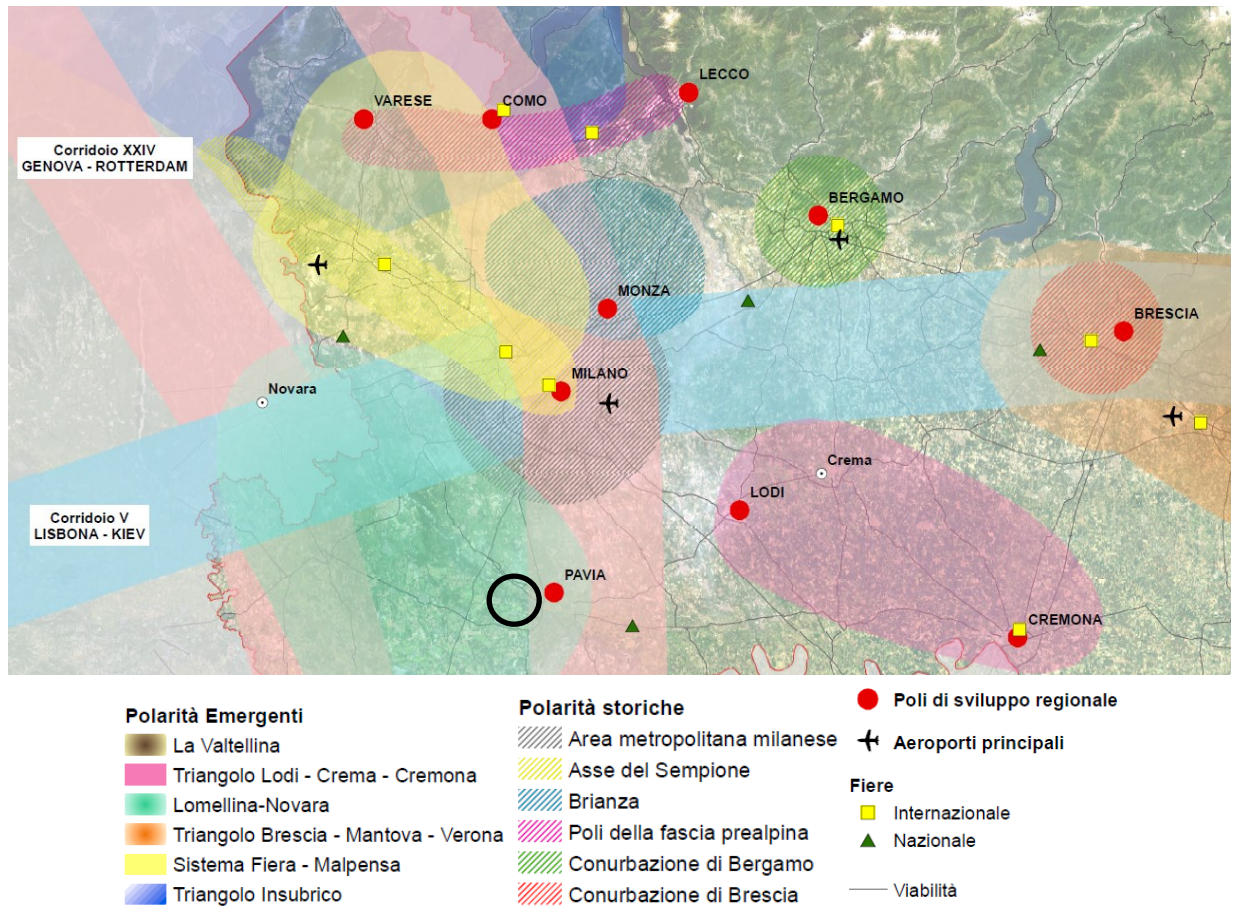 LECCO
VARESE
COMO
Corridoio XXIV
GENOVA - ROTTERDAM
BERGAMO
MONZA
BRESCIA
MILANO
Novara
Crema
LODI
Corridoio V
LISBONA - KIEV
PAVIA
CREMONA
Polarità Emergenti
La Valtellina
Triangolo Lodi - Crema - Cremona
Lomellina-Novara
Triangolo Brescia - Mantova - Verona
Sistema Fiera - Malpensa
Triangolo Insubrico
Polarità storiche
Area metropolitana milanese
Asse del Sempione
Brianza
Poli della fascia prealpina
Conurbazione di Bergamo
Conurbazione di Brescia
Poli di sviluppo regionale
Aeroporti principali
Fiere
Internazionale
Nazionale
Viabilità